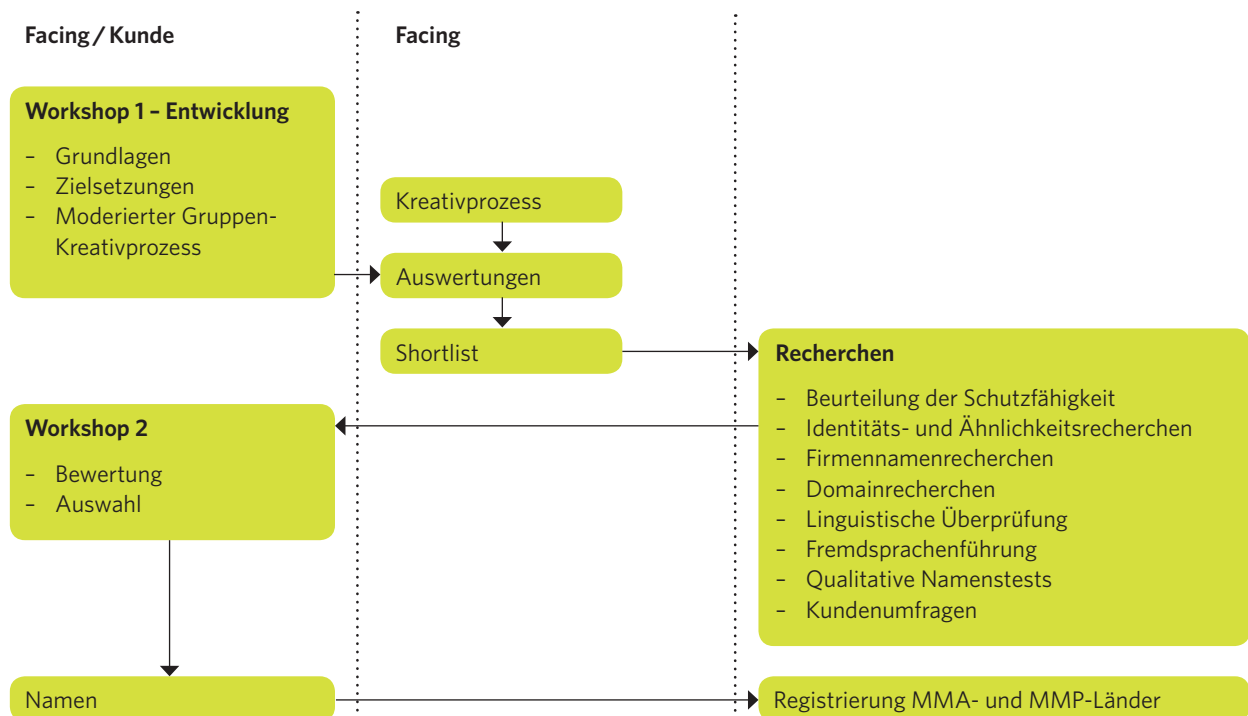 Facing / Kunde
Facing
Workshop 1 – Entwicklung
– Grundlagen
– Zielsetzungen
– Moderierter Gruppen-
Kreativprozess
Kreativprozess
Auswertungen
Shortlist
Recherchen
– Beurteilung der Schutzfähigkeit
– Identitäts- und Ähnlichkeitsrecherchen
– Firmennamenrecherchen
– Domainrecherchen
– Linguistische Überprüfung
– Fremdsprachenführung
– Qualitative Namenstests
– Kundenumfragen
Workshop 2
– Bewertung
– Auswahl
Namen
Registrierung MMA- und MMP-Länder